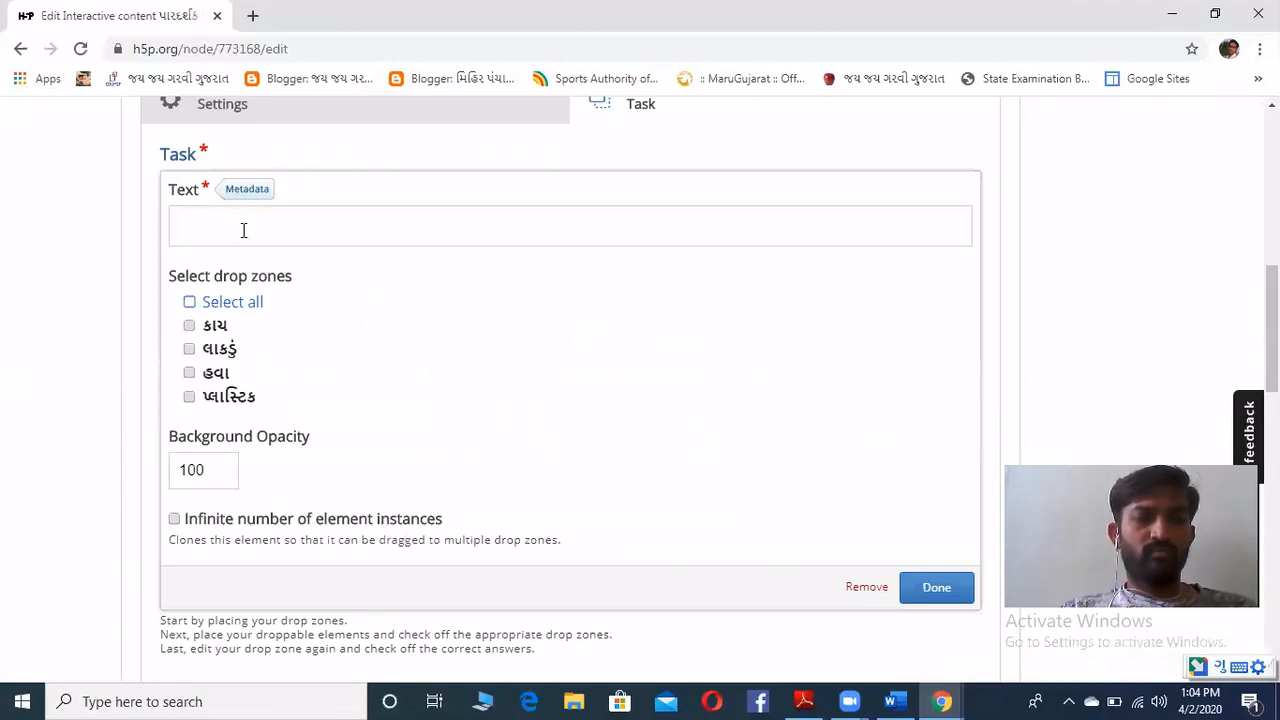 Edit Interactive content પારદર્શક
h5p.org/node/773168/edit
Apps
જય જય ગરવી ગુજરાત
Blogger: જય જય ગર...
Blogger: મિહિર પંચા...
Sports Authority of...
:: MeruGujarat :: Off...
જય જય ગરવી ગુજરાત
State Examination B...
Google Sites
»
Settings
Task
Task *
Text * Metadata
Select drop zones
Select all
કાચ
લાકડું
હવા
પ્લાસ્ટિક
Background Opacity
100
Infinite number of element instances
Clones this element so that it can be dragged to multiple drop zones.
Remove
Done
Start by placing your drop zones.
Next, place your droppable elements and check off the appropriate drop zones.
Last, edit your drop zone again and check off the correct answers.
feedback
Activate Windows
Go to Settings to activate Windows.
Type here to search
1:04 PM
4/2/2020